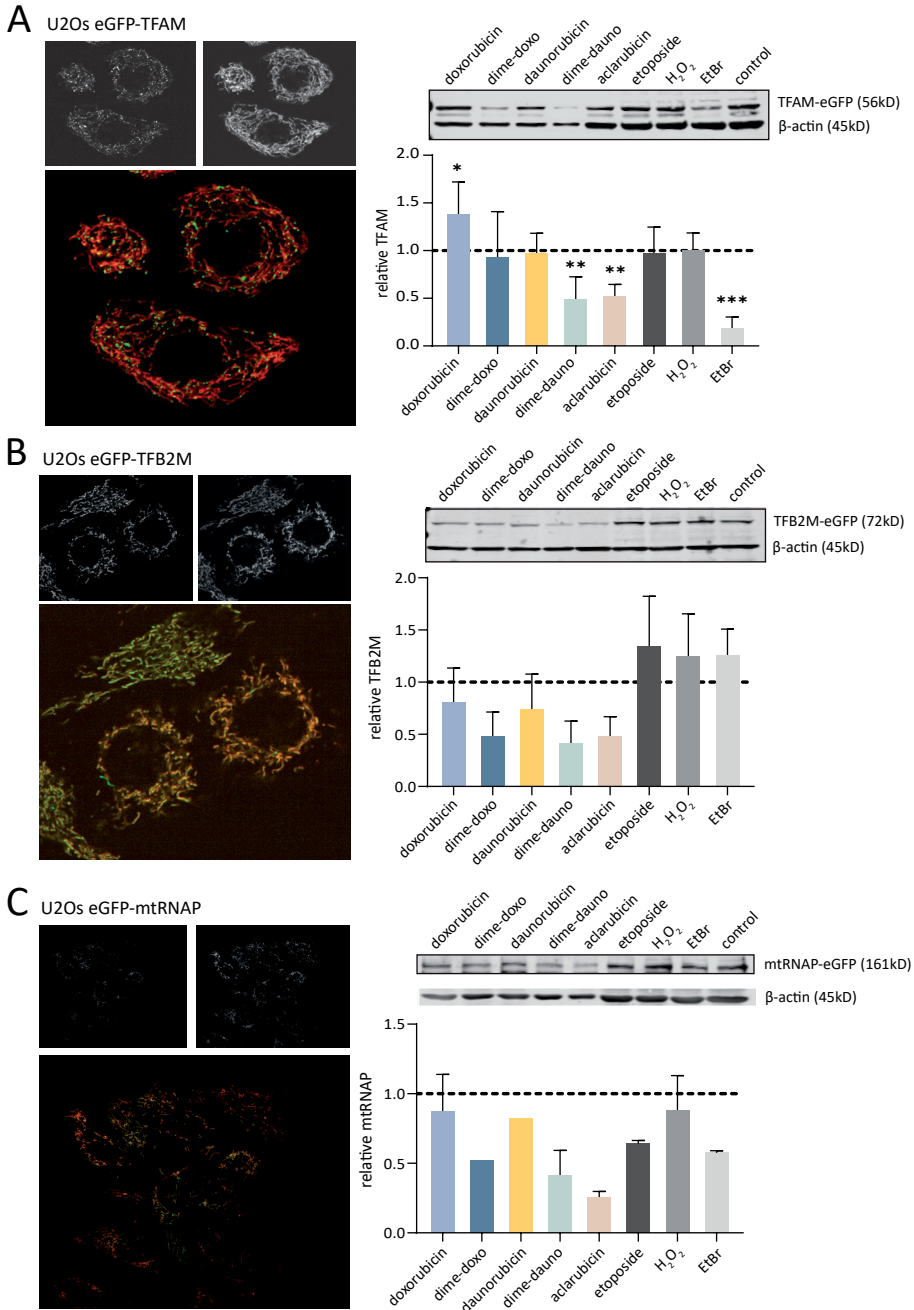 A
U2Os eGFP-TFAM
doxorubicin
dime-doxo
daunorubicin
dime-dauno
aclarubicin
etoposide
H₂O₂
EtBr
control
TFAM-eGFP (56kD)
β-actin (45kD)
relative TFAM
2.0
1.5
1.0
0.5
0.0
*
**
**
***
doxorubicin
dime-doxo
daunorubicin
dime-dauno
aclarubicin
etoposide
H₂O₂
EtBr
B
U2Os eGFP-TFB2M
doxorubicin
dime-doxo
daunorubicin
dime-dauno
aclarubicin
etoposide
H₂O₂
EtBr
control
TFB2M-eGFP (72kD)
β-actin (45kD)
relative TFB2M
2.0
1.5
1.0
0.5
0.0
doxorubicin
dime-doxo
daunorubicin
dime-dauno
aclarubicin
etoposide
H₂O₂
EtBr
C
U2Os eGFP-mtRNAP
doxorubicin
dime-doxo
daunorubicin
dime-dauno
aclarubicin
etoposide
H₂O₂
EtBr
control
mtRNAP-eGFP (161kD)
β-actin (45kD)
relative mtRNAP
1.5
1.0
0.5
0.0
doxorubicin
dime-doxo
daunorubicin
dime-dauno
aclarubicin
etoposide
H₂O₂
EtBr